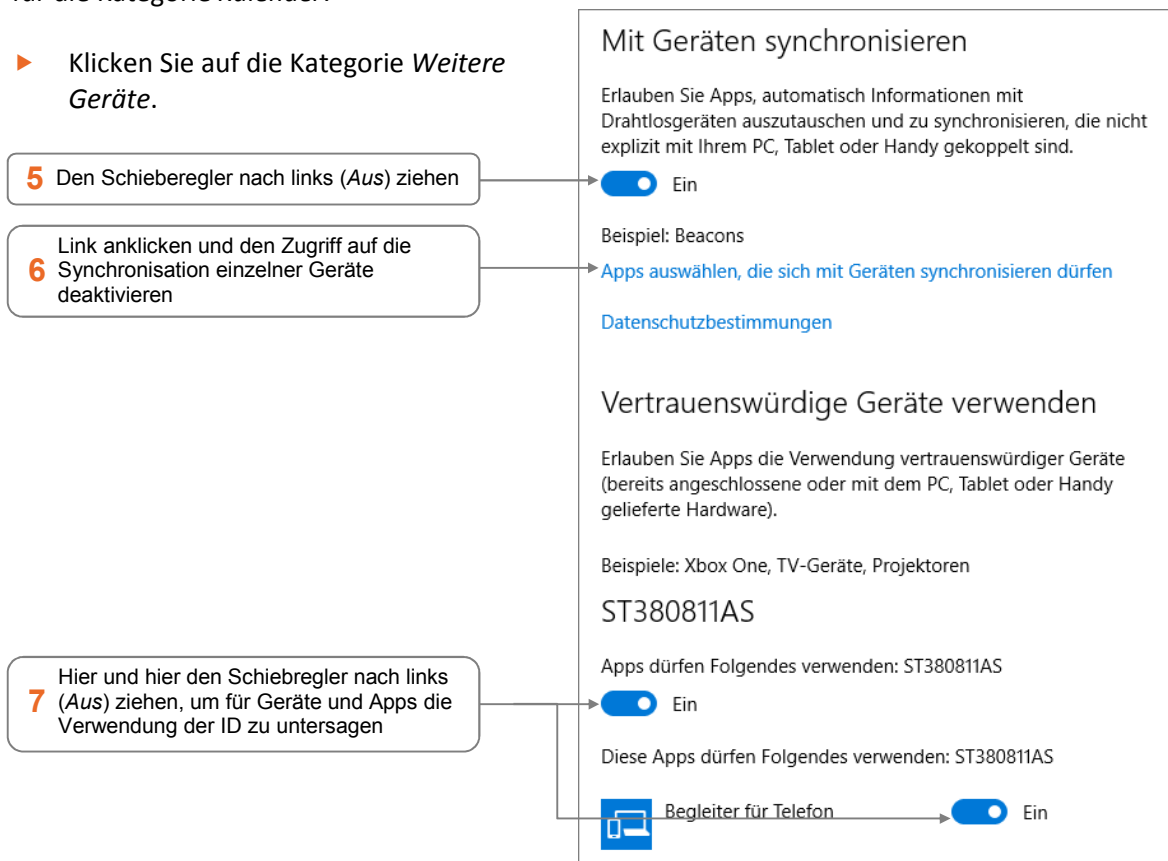 für die Kategorie Kalender.
Klicken Sie auf die Kategorie Weitere
Geräte.
5 Den Schieberegler nach links (Aus) ziehen
Link anklicken und den Zugriff auf die
6 Synchronisation einzelner Geräte
deaktivieren
Hier und hier den Schiebregler nach links
7 (Aus) ziehen, um für Geräte und Apps die
Verwendung der ID zu untersagen
Mit Geräten synchronisieren
Erlauben Sie Apps, automatisch Informationen mit
Drahtlosgeräten auszutauschen und zu synchronisieren, die nicht
explizit mit Ihrem PC, Tablet oder Handy gekoppelt sind.
Ein
Beispiel: Beacons
Apps auswählen, die sich mit Geräten synchronisieren dürfen
Datenschutzbestimmungen
Vertrauenswürdige Geräte verwenden
Erlauben Sie Apps die Verwendung vertrauenswürdiger Geräte
(bereits angeschlossene oder mit dem PC, Tablet oder Handy
gelieferte Hardware).
Beispiele: Xbox One, TV-Geräte, Projektoren
ST380811AS
Apps dürfen Folgendes verwenden: ST380811AS
Ein
Diese Apps dürfen Folgendes verwenden: ST380811AS
Begleiter für Telefon Ein